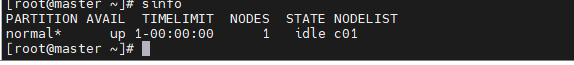 [root@master ~]# sinfo
PARTITION AVAIL  TIMELIMIT  NODES  STATE NODELIST
normal*      up 1-00:00:00      1   idle c01
[root@master ~]#